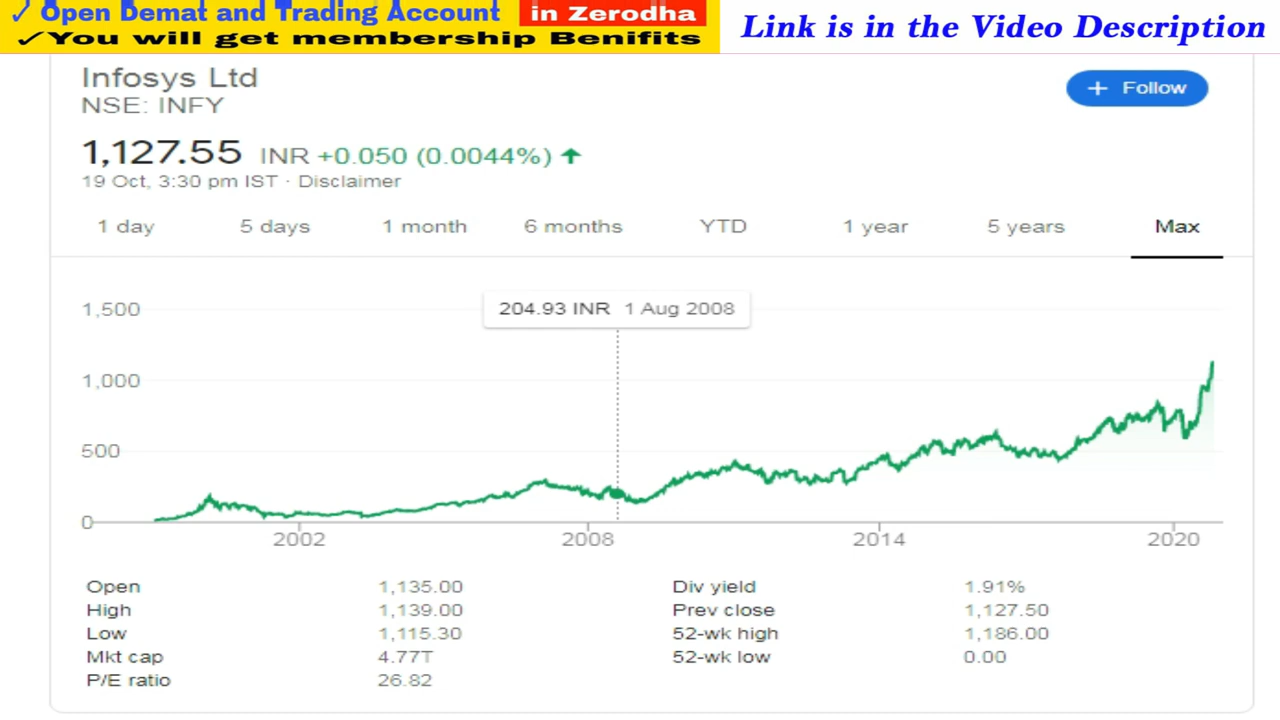 ✓ Open Demat and Trading Account in Zerodha
✓You will get membership Benifits
Link is in the Video Description
Infosys Ltd
NSE: INFY
+ Follow
1,127.55 INR +0.050 (0.0044%) ↑
19 Oct, 3:30 pm IST · Disclaimer
1 day 5 days 1 month 6 months YTD 1 year 5 years Max
204.93 INR 1 Aug 2008
1,500
1,000
500
0
2002 2008 2014 2020
Open 1,135.00 Div yield 1.91%
High 1,139.00 Prev close 1,127.50
Low 1,115.30 52-wk high 1,186.00
Mkt cap 4.77T 52-wk low 0.00
P/E ratio 26.82